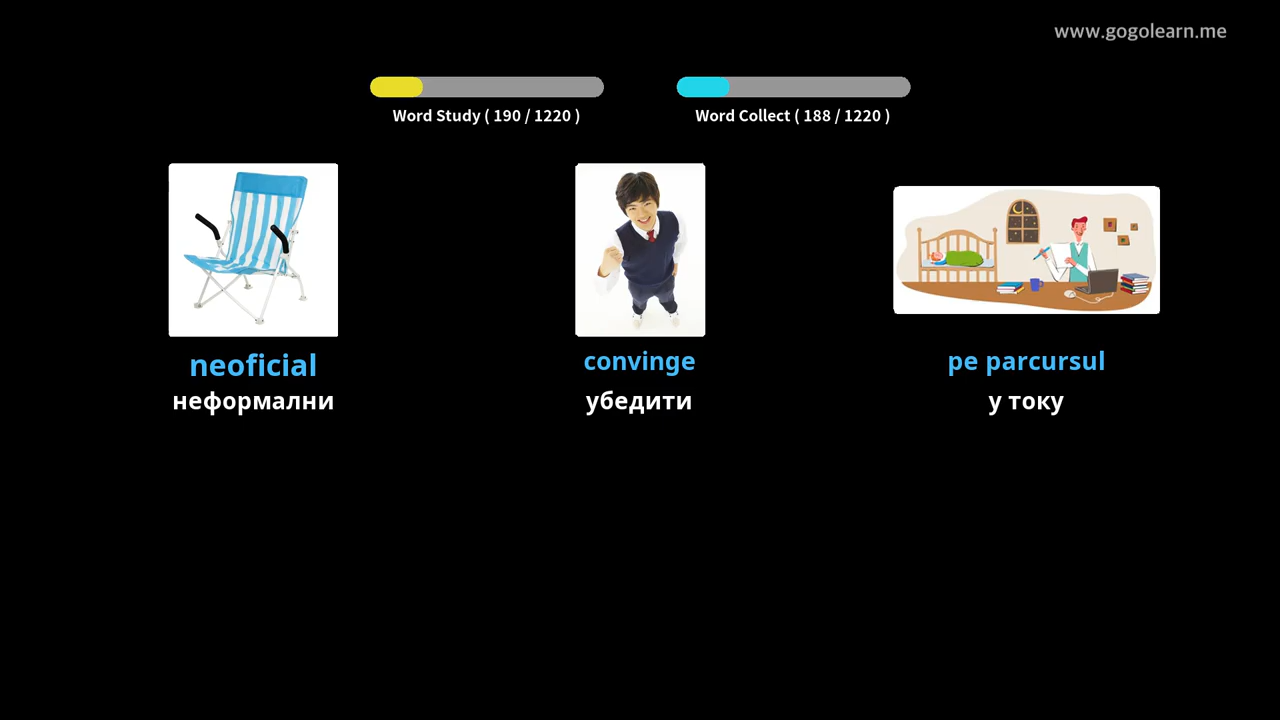 www.gogolearn.me
Word Study ( 190 / 1220 )
Word Collect ( 188 / 1220 )
neoficial
неформални
convinge
убедити
pe parcursul
у току